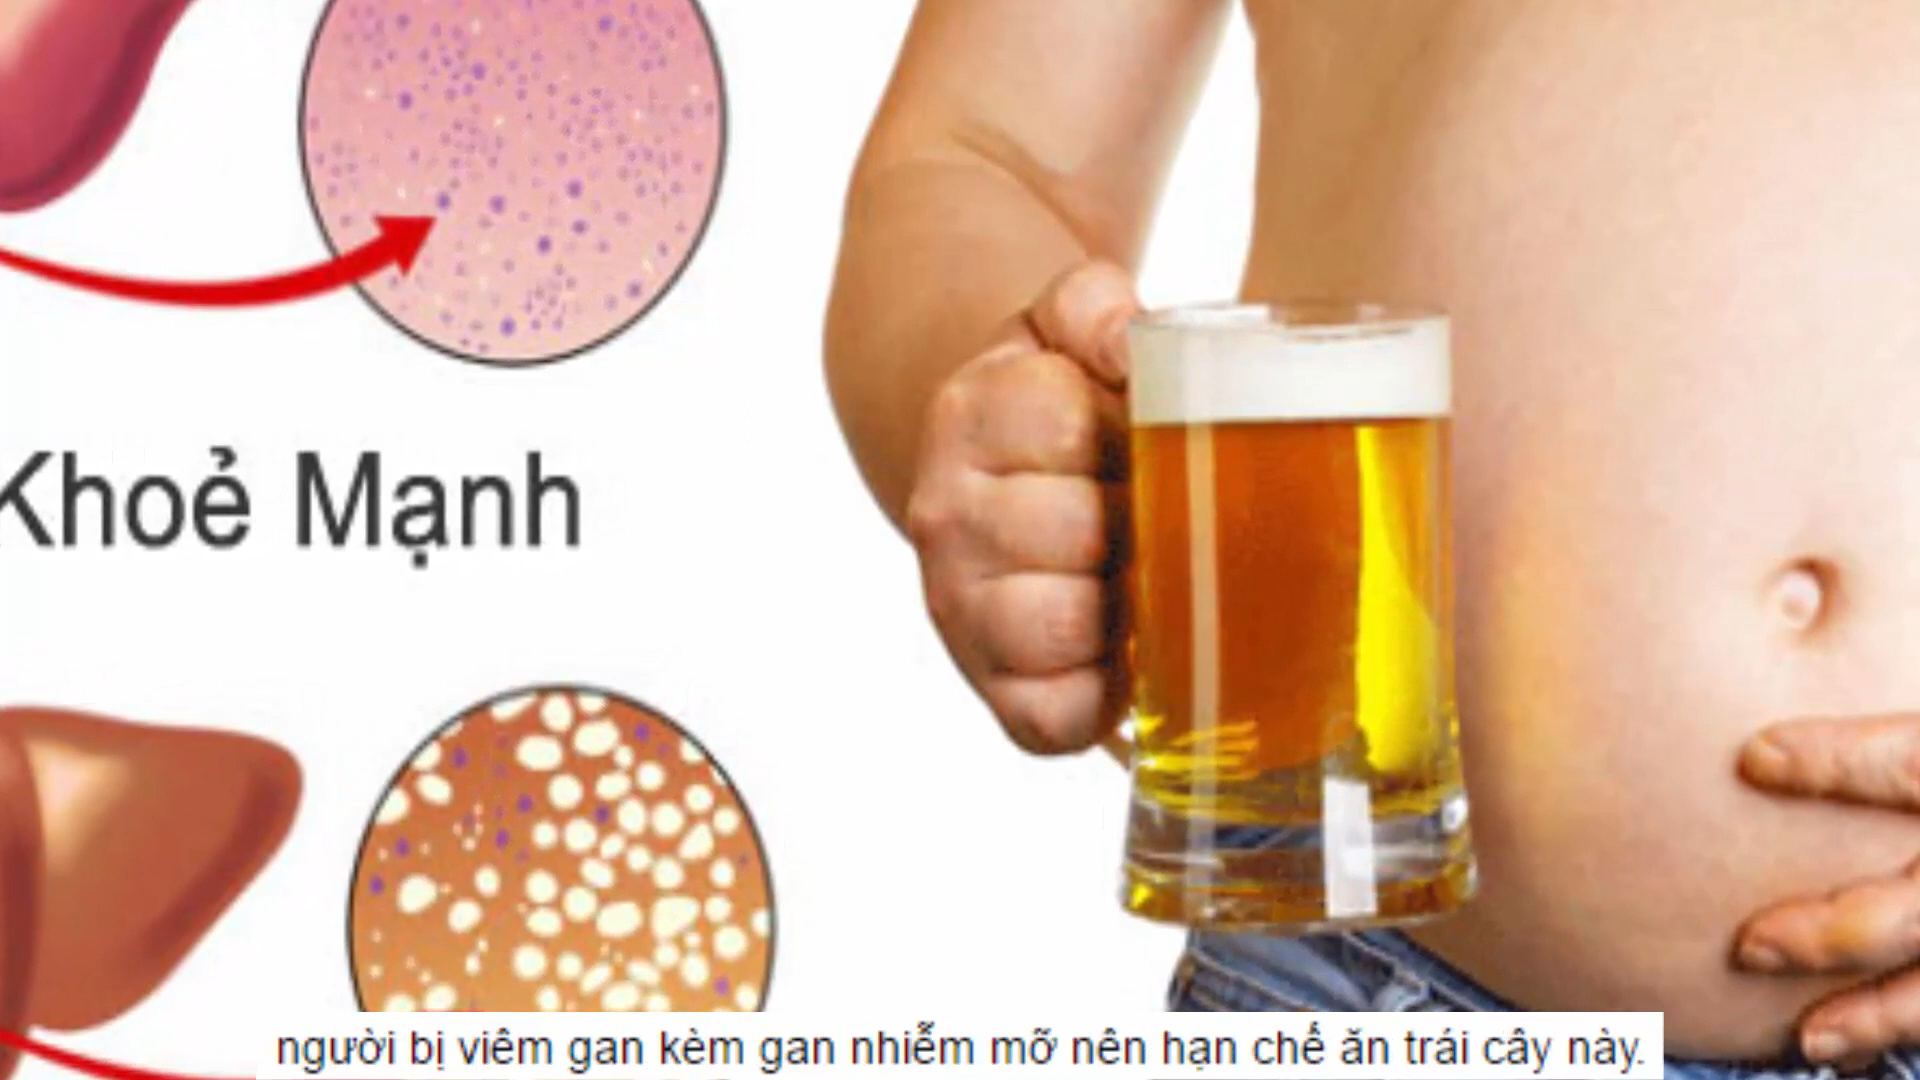 Khoẻ Mạnh
người bị viêm gan kèm gan nhiễm mỡ nên hạn chế ăn trái cây này.